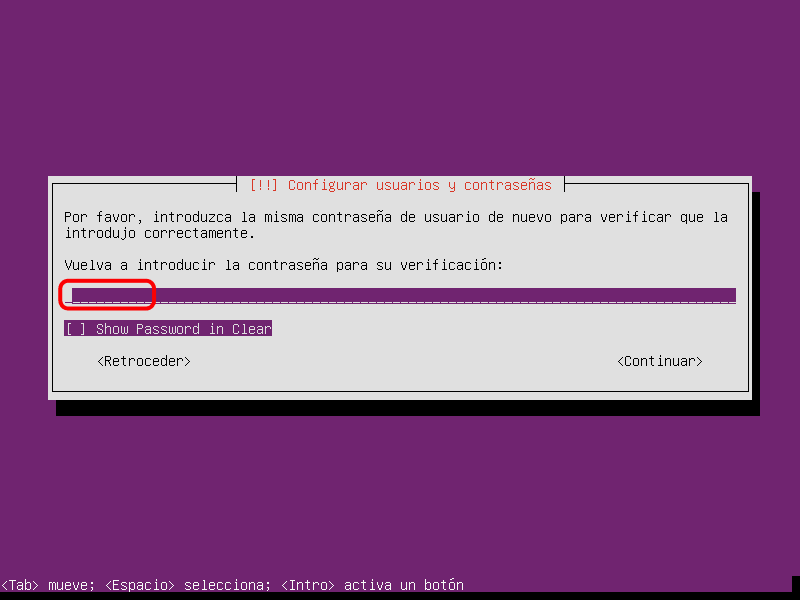 [!!] Configurar usuarios y contraseñas
Por favor, introduzca la misma contraseña de usuario de nuevo para verificar que la
introdujo correctamente.
Vuelva a introducir la contraseña para su verificación:
[ ] Show Password in Clear
<Retroceder> <Continuar>
<Tab> mueve; <Espacio> selecciona; <Intro> activa un botón